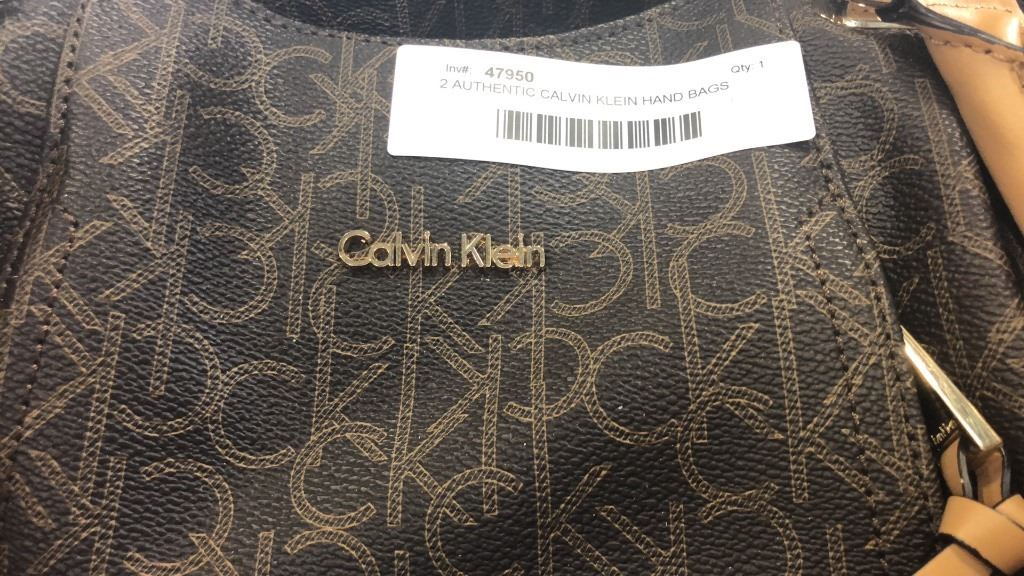 Inv#: 47950 Qty: 1
2 AUTHENTIC CALVIN KLEIN HAND BAGS
Calvin Klein